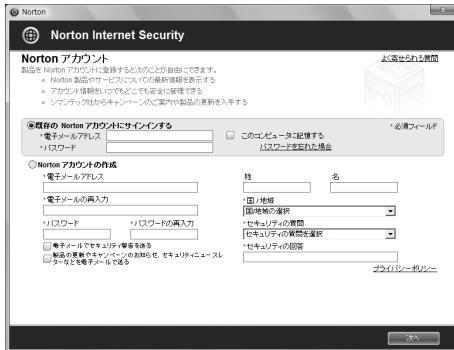 Norton
Norton Internet Security
Norton アカウント
よく寄せられる質問
製品を Norton アカウントに登録すると次のことが自由にできます。
Norton 製品やサービスについての最新情報を表示する
アカウント情報をいつでもどこでも安全に管理できる
シマンテック社からキャンペーンのご案内や製品の更新を入手する
既存の Norton アカウントにサインインする
*必須フィールド
*電子メールアドレス
このコンピュータに記憶する
*パスワード
パスワードを忘れた場合
Norton アカウントの作成
*電子メールアドレス
姓
名
*電子メールの再入力
*国 / 地域
国/地域の選択
*パスワード
*パスワードの再入力
*セキュリティの質問
セキュリティの質問を選択
電子メールでセキュリティ警告を送る
*セキュリティの回答
製品の更新やキャンペーンのお知らせ、セキュリティニュースレ
ターなどを電子メールで送る
プライバシーポリシー
次へ